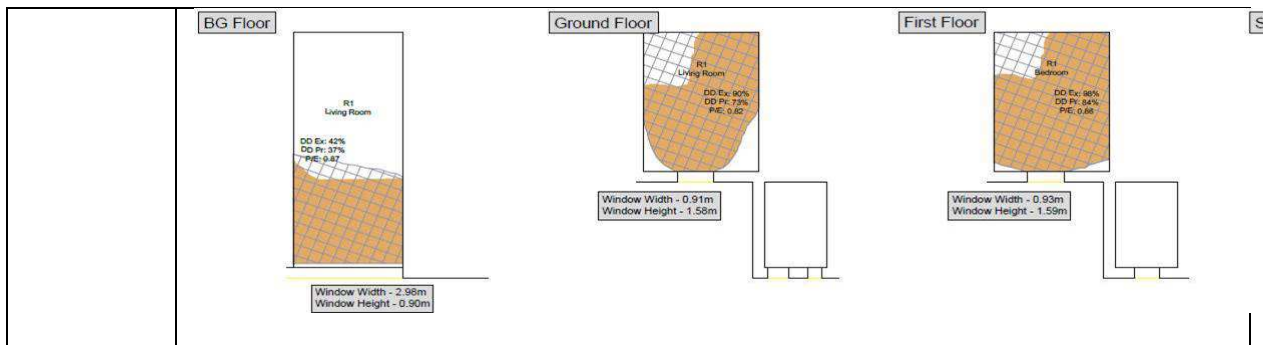 BG Floor
R1
Living Room
DD Ex: 42%
DD Pr: 37%
P/E: 0.87
Window Width - 2.98m
Window Height - 0.90m
Ground Floor
R1
Living Room
DD Ex: 90%
DD Pr: 73%
P/E: 0.82
Window Width - 0.91m
Window Height - 1.58m
First Floor
R1
Bedroom
DD Ex: 98%
DD Pr: 84%
P/E: 0.86
Window Width - 0.93m
Window Height - 1.59m
S